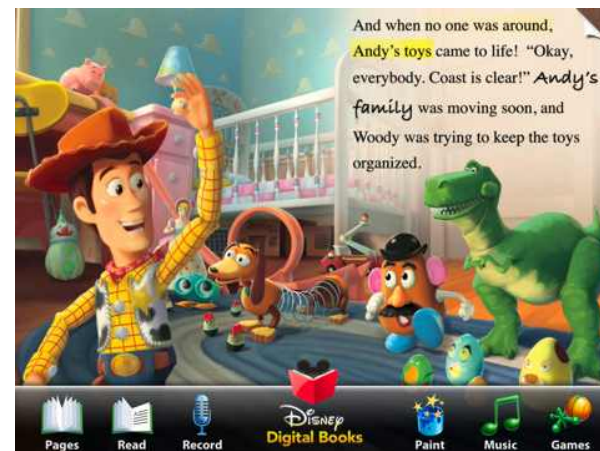 And when no one was around,
Andy's toys came to life! “Okay,
everybody. Coast is clear!” Andy's
family was moving soon, and
Woody was trying to keep the toys
organized.
Pages
Read
Record
Disney
Digital Books
Paint
Music
Games